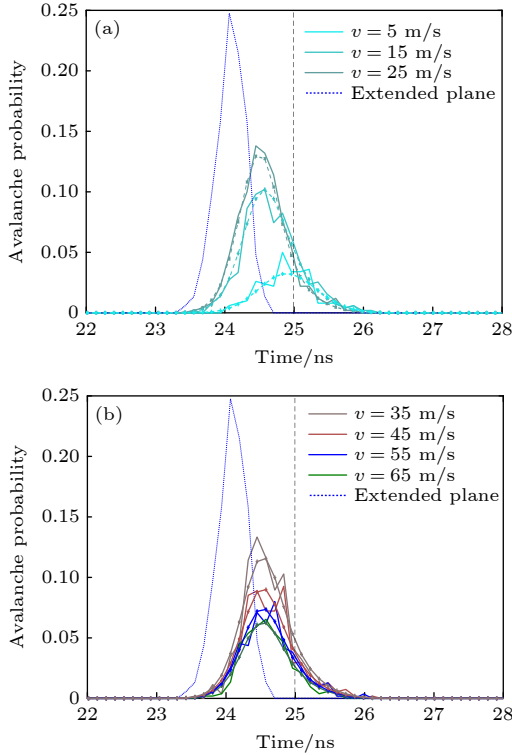 (a)
v = 5 m/s
v = 15 m/s
v = 25 m/s
Extended plane
Avalanche probability
0.25
0.20
0.15
0.10
0.05
0
22 23 24 25 26 27 28
Time/ns
(b)
v = 35 m/s
v = 45 m/s
v = 55 m/s
v = 65 m/s
Extended plane
Avalanche probability
0.25
0.20
0.15
0.10
0.05
0
22 23 24 25 26 27 28
Time/ns